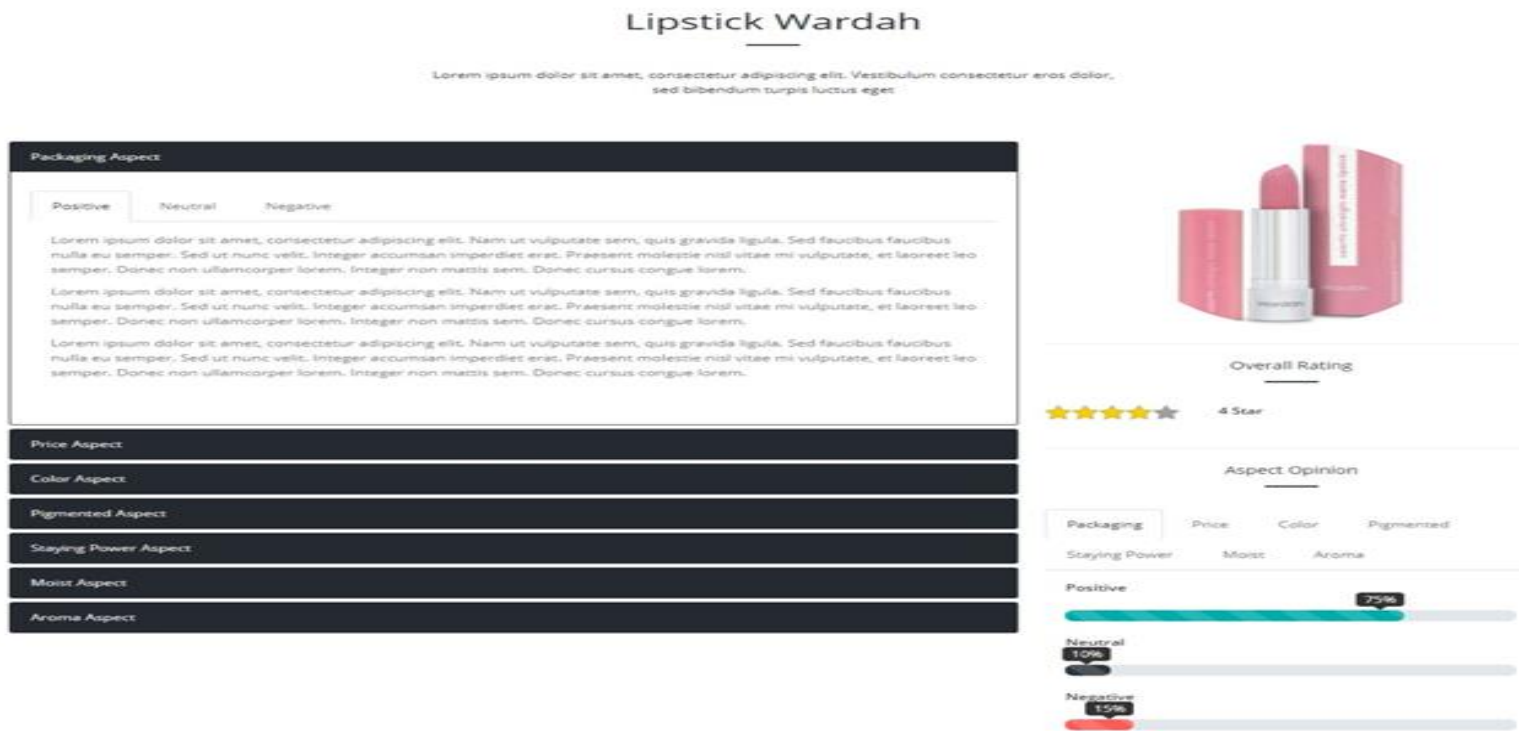 Lipstick Wardah
Lorem ipsum dolor sit amet, consectetur adipiscing elit. Vestibulum consectetur eros dolor,
sed bibendum turpis luctus eget
Packaging Aspect
Positive Neutral Negative
Lorem ipsum dolor sit amet, consectetur adipiscing elit. Nam ut vulputate sem, quis gravida ligula. Sed faucibus faucibus
nulla eu semper. Sed ut nunc velit. Integer accumsan imperdiet erat. Praesent molestie nisl vitae mi vulputate, et laoreet leo
semper. Donec non ullamcorper lorem. Integer non mattis sem. Donec cursus congue lorem.
Lorem ipsum dolor sit amet, consectetur adipiscing elit. Nam ut vulputate sem, quis gravida ligula. Sed faucibus faucibus
nulla eu semper. Sed ut nunc velit. Integer accumsan imperdiet erat. Praesent molestie nisl vitae mi vulputate, et laoreet leo
semper. Donec non ullamcorper lorem. Integer non mattis sem. Donec cursus congue lorem.
Lorem ipsum dolor sit amet, consectetur adipiscing elit. Nam ut vulputate sem, quis gravida ligula. Sed faucibus faucibus
nulla eu semper. Sed ut nunc velit. Integer accumsan imperdiet erat. Praesent molestie nisl vitae mi vulputate, et laoreet leo
semper. Donec non ullamcorper lorem. Integer non mattis sem. Donec cursus congue lorem.
Price Aspect
Color Aspect
Pigmented Aspect
Staying Power Aspect
Moist Aspect
Aroma Aspect
wardah
Overall Rating
4 Star
Aspect Opinion
Packaging Price Color Pigmented
Staying Power Moist Aroma
Positive
75%
Neutral
10%
Negative
15%